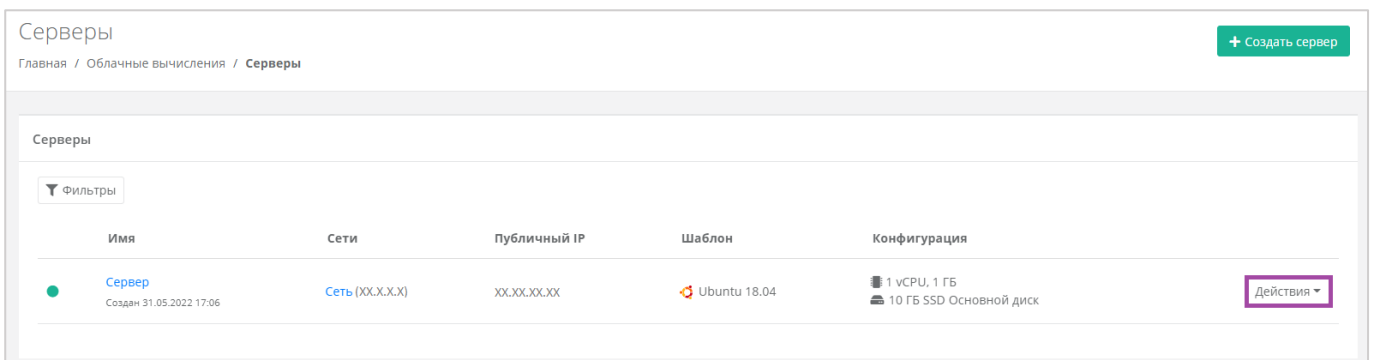 Серверы
+ Создать сервер
Главная / Облачные вычисления / Серверы
Серверы
Фильтры
Имя Сети Публичный IP Шаблон Конфигурация
Сервер Сеть (XX.X.X.X) XX.XX.XX.XX Ubuntu 18.04 1 vCPU, 1 ГБ Действия
Создан 31.05.2022 17:06 10 ГБ SSD Основной диск